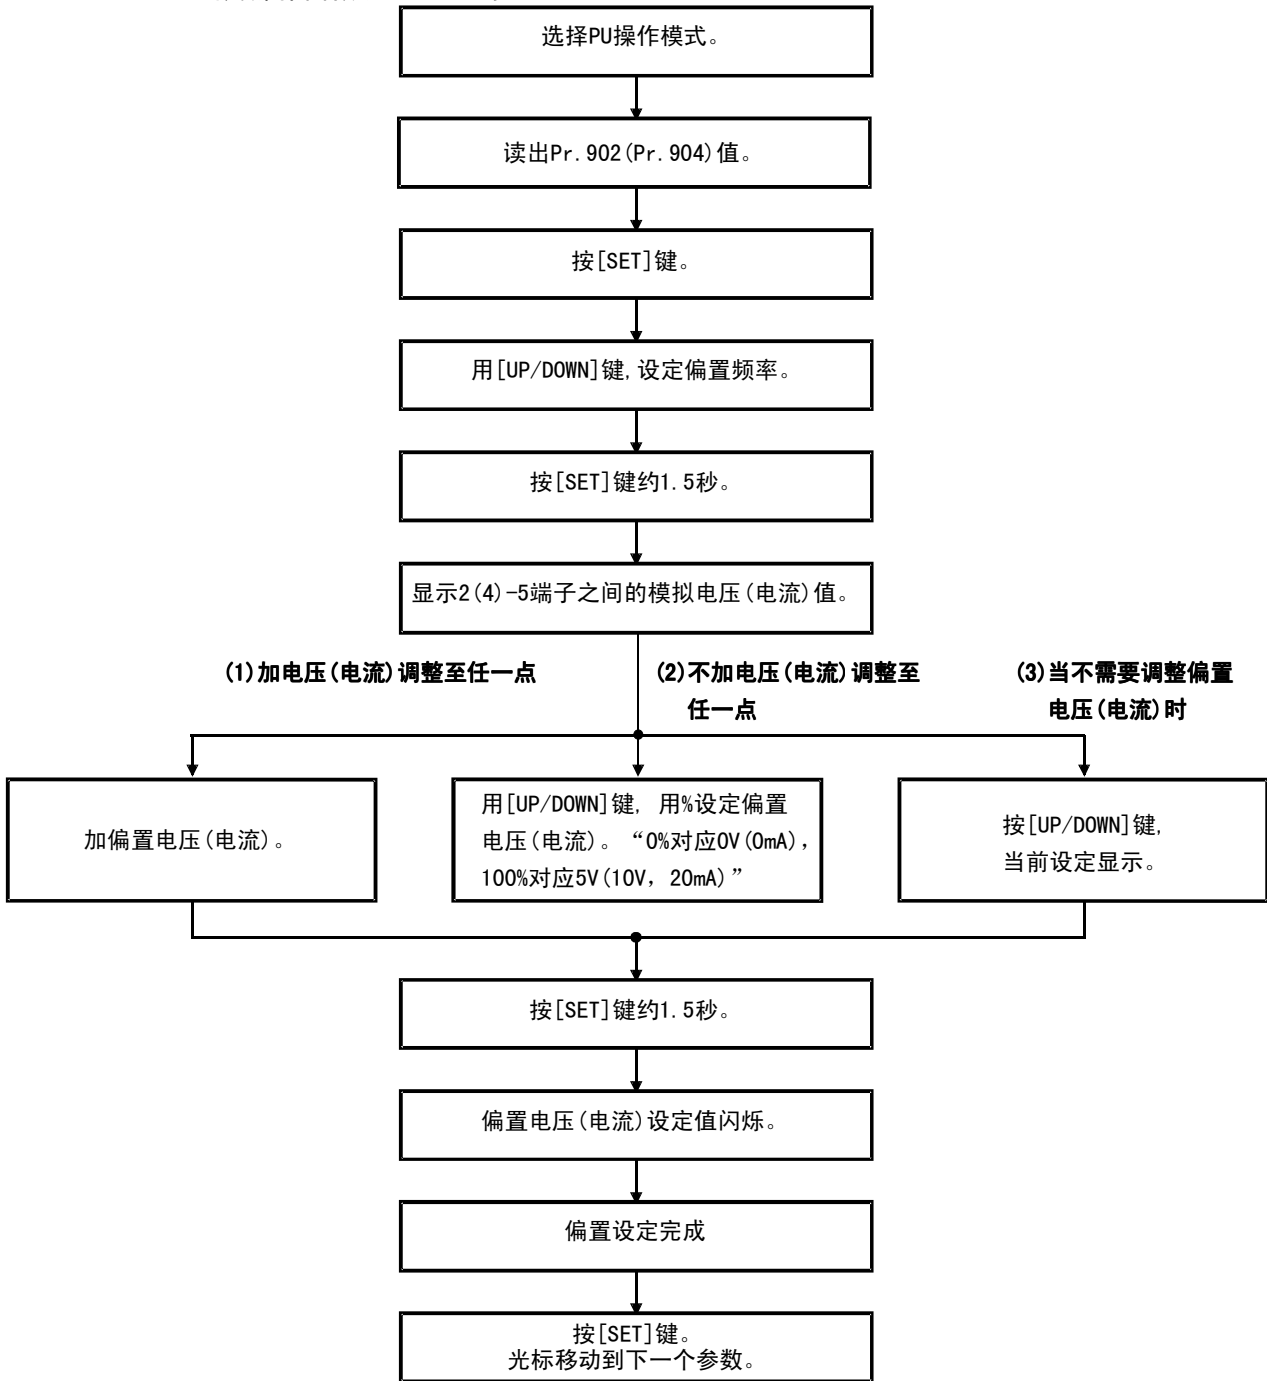 选择PU操作模式。
读出Pr.902(Pr.904)值。
按[SET]键。
用[UP/DOWN]键,设定偏置频率。
按[SET]键约1.5秒。
显示2(4)-5端子之间的模拟电压(电流)值。
(1)加电压(电流)调整至任一点
(2)不加电压(电流)调整至
任一点
(3)当不需要调整偏置
电压(电流)时
加偏置电压(电流)。
用[UP/DOWN]键, 用%设定偏置
电压(电流)。“0%对应0V(0mA),
100%对应5V(10V, 20mA)”
按[UP/DOWN]键,
当前设定显示。
按[SET]键约1.5秒。
偏置电压(电流)设定值闪烁。
偏置设定完成
按[SET]键。
光标移动到下一个参数。